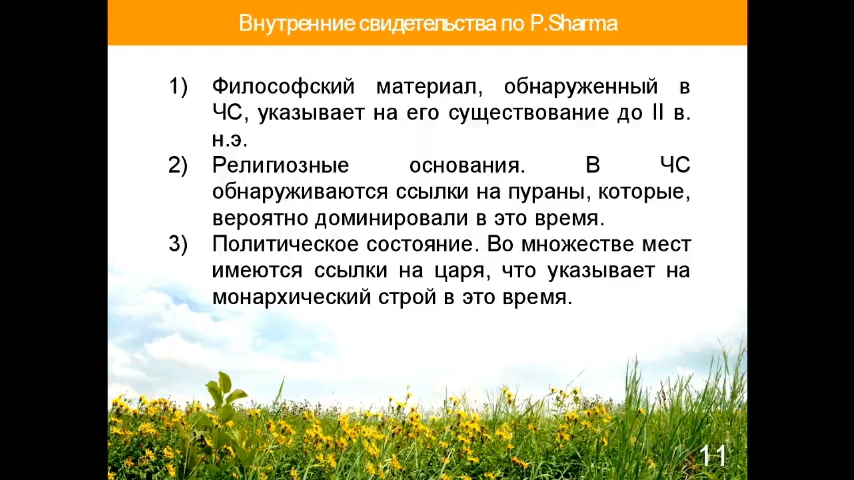 Внутренние свидетельства по P.Sharma
1) Философский материал, обнаруженный в
ЧС, указывает на его существование до II в.
н.э.
2) Религиозные основания. В ЧС
обнаруживаются ссылки на пураны, которые,
вероятно доминировали в это время.
3) Политическое состояние. Во множестве мест
имеются ссылки на царя, что указывает на
монархический строй в это время.
11